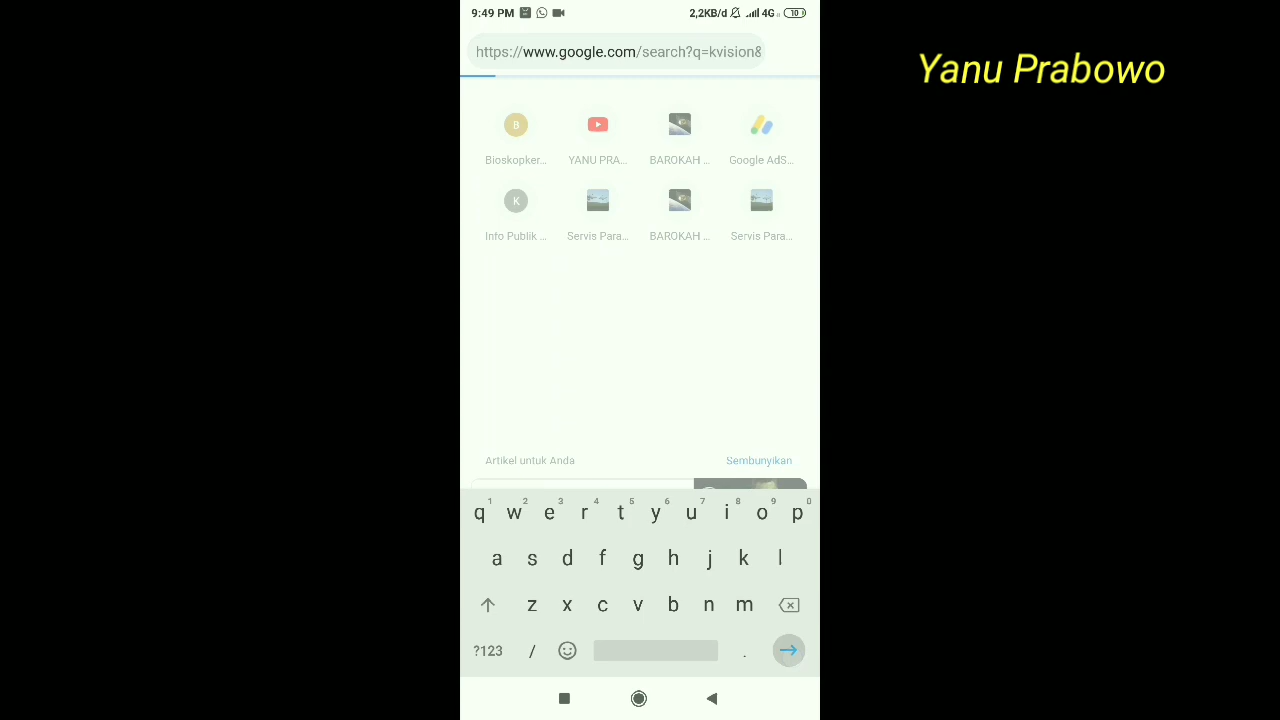 9:49 PM 2,2KB/d 4G 10
https://www.google.com/search?q=kvision&
Yanu Prabowo
B
Bioskopker... YANU PRA... BAROKAH ... Google AdS...
K
Info Publik ... Servis Para... BAROKAH ... Servis Para...
Artikel untuk Anda Sembunyikan
1 2 3 4 5 6 7 8 9 0
q w e r t y u i o p
a s d f g h j k l
z x c v b n m
?123 / .